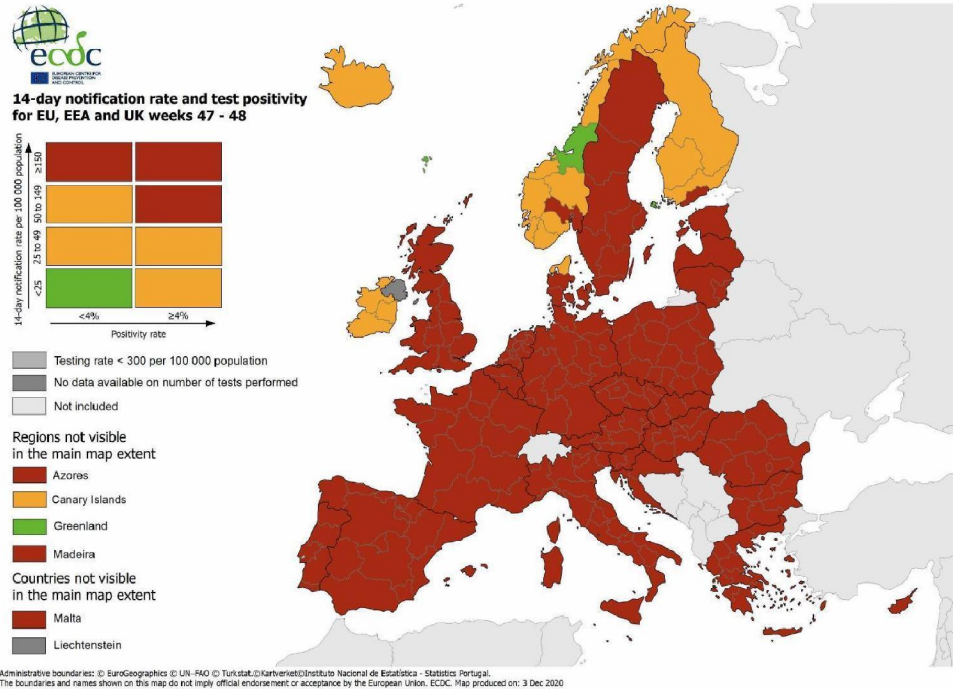 ecdc
EUROPEAN CENTRE FOR
DISEASE PREVENTION
AND CONTROL
14-day notification rate and test positivity
for EU, EEA and UK weeks 47 - 48
14-day notification rate per 100 000 population
≥150
50 to 149
25 to 49
<25
<4%
≥4%
Positivity rate
Testing rate < 300 per 100 000 population
No data available on number of tests performed
Not included
Regions not visible
in the main map extent
Azores
Canary Islands
Greenland
Madeira
Countries not visible
in the main map extent
Malta
Liechtenstein
Administrative boundaries: © EuroGeographics © UN-FAO © Turkstat.©Kartverket©Instituto Nacional de Estatística - Statistics Portugal.
The boundaries and names shown on this map do not imply official endorsement or acceptance by the European Union. ECDC. Map produced on: 3 Dec 2020